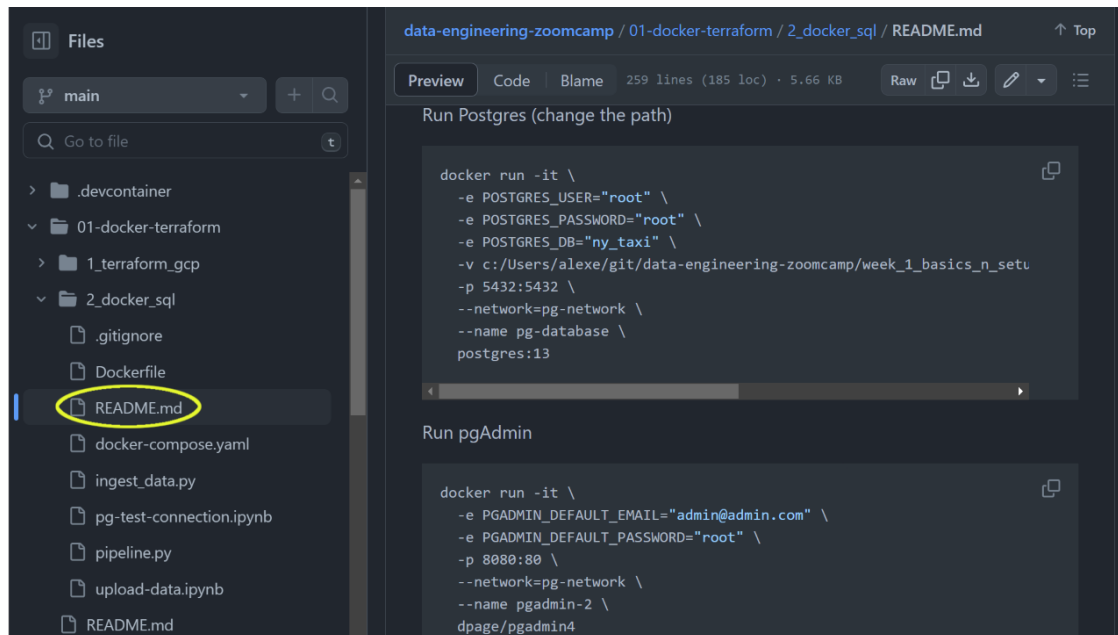 Files
main
Go to file
t
.devcontainer
01-docker-terraform
1_terraform_gcp
2_docker_sql
.gitignore
Dockerfile
README.md
docker-compose.yaml
ingest_data.py
pg-test-connection.ipynb
pipeline.py
upload-data.ipynb
README.md
data-engineering-zoomcamp / 01-docker-terraform / 2_docker_sql / README.md
Top
Preview Code Blame 259 lines (185 loc) · 5.66 KB Raw
Run Postgres (change the path)
docker run -it \
-e POSTGRES_USER="root" \
-e POSTGRES_PASSWORD="root" \
-e POSTGRES_DB="ny_taxi" \
-v c:/Users/alexe/git/data-engineering-zoomcamp/week_1_basics_n_setu
-p 5432:5432 \
--network=pg-network \
--name pg-database \
postgres:13
Run pgAdmin
docker run -it \
-e PGADMIN_DEFAULT_EMAIL="admin@admin.com" \
-e PGADMIN_DEFAULT_PASSWORD="root" \
-p 8080:80 \
--network=pg-network \
--name pgadmin-2 \
dpage/pgadmin4